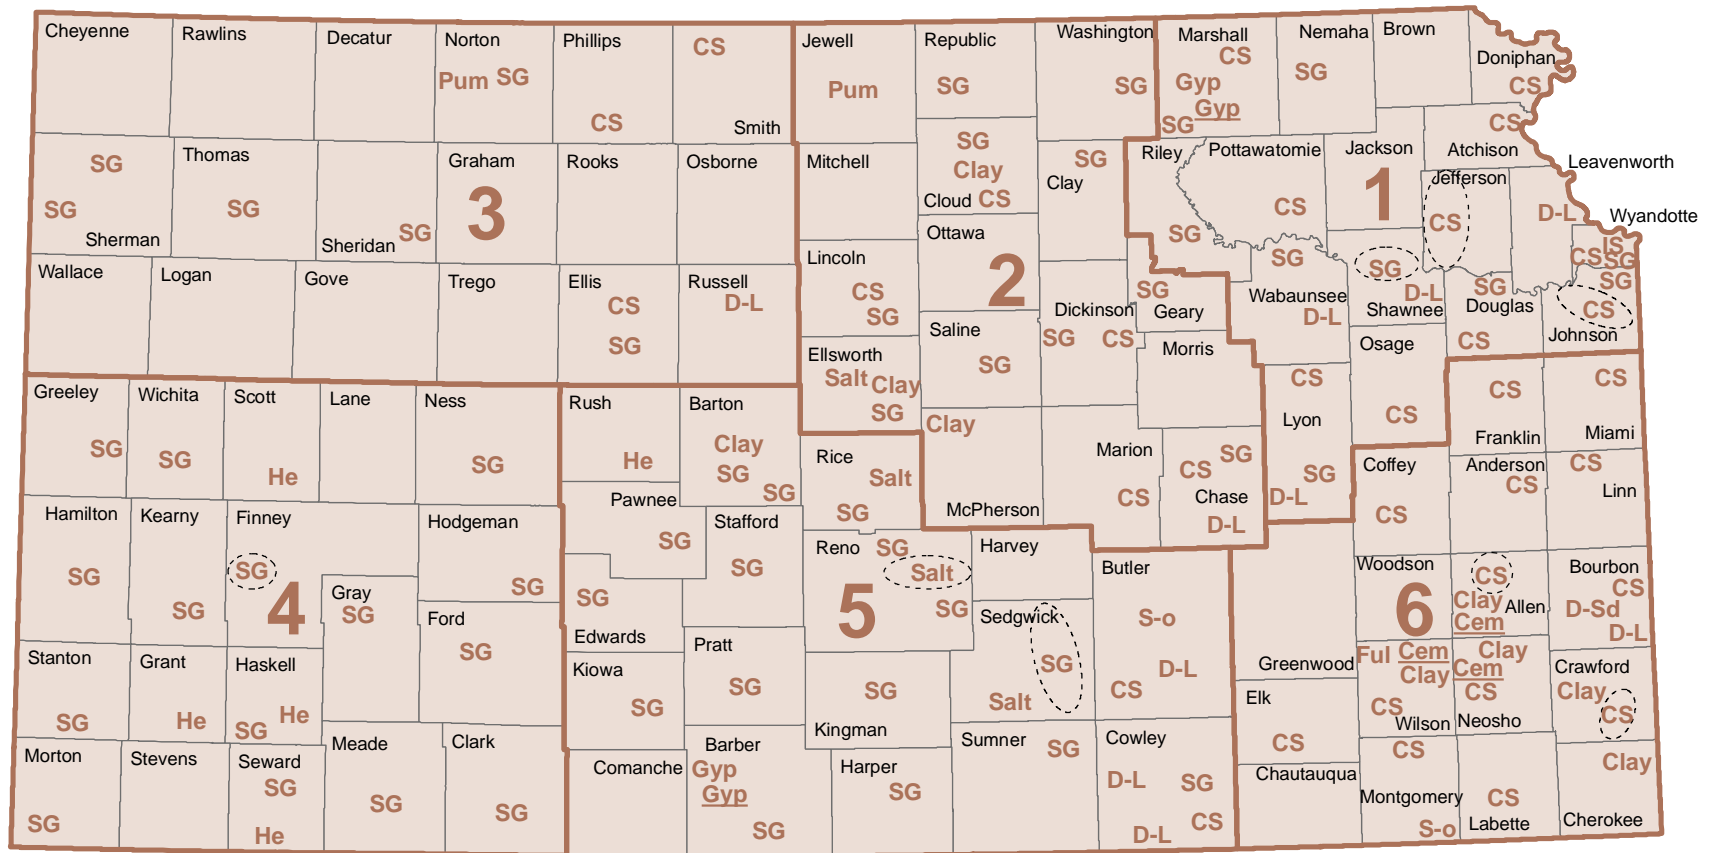 Cheyenne
Rawlins
Decatur
Norton
Pum SG
Phillips
CS
CS
Smith
Jewell
Pum
Republic
SG
Washington
SG
Marshall
CS
Gyp
Gyp
SG
Nemaha
SG
Brown
Doniphan
CS
SG
SG
Sherman
Thomas
SG
Sheridan
SG
Graham
3
Rooks
Osborne
Mitchell
SG
Clay
Cloud CS
SG
Clay
Riley
SG
Pottawatomie
CS
Jackson
1
CS
Atchison
Jefferson
CS
Leavenworth
D-L
Wyandotte
IS
CS
SG
Wallace
Logan
Gove
Trego
Ellis
CS
SG
Russell
D-L
Lincoln
CS
SG
Ottawa
2
Saline
SG
Dickinson
SG
CS
SG
Geary
Morris
SG
Wabaunsee
D-L
SG
D-L
Shawnee
SG
Douglas
CS
SG
CS
Johnson
Osage
CS
Ellsworth
Salt
Clay
SG
Greeley
SG
Wichita
SG
Scott
He
Lane
Ness
SG
Rush
He
Barton
Clay
SG
SG
Rice
Salt
SG
Clay
McPherson
Marion
CS
SG
CS
Chase
D-L
CS
Lyon
SG
D-L
CS
Franklin
CS
Miami
Coffey
CS
Anderson
CS
CS
Linn
Hamilton
SG
Kearny
SG
Finney
SG
4
Gray
SG
Hodgeman
SG
Ford
SG
Pawnee
SG
SG
Edwards
Stafford
SG
Reno
SG
Salt
SG
5
Harvey
Sedgwick
SG
Salt
Butler
S-o
D-L
CS
Greenwood
Woodson
6
CS
Clay
Allen
Cem
Bourbon
CS
D-Sd
D-L
Stanton
SG
Grant
He
Haskell
He
SG
Kiowa
SG
Pratt
SG
SG
Kingman
Elk
CS
Ful
Cem
Clay
CS
Wilson
Clay
Cem
CS
Neosho
Crawford
Clay
CS
Morton
SG
Stevens
Seward
SG
He
Meade
SG
Clark
SG
Comanche
Barber
Gyp
Gyp
SG
Harper
SG
Sumner
SG
Cowley
D-L
SG
CS
D-L
Chautauqua
CS
Montgomery
S-o
CS
Labette
Clay
Cherokee